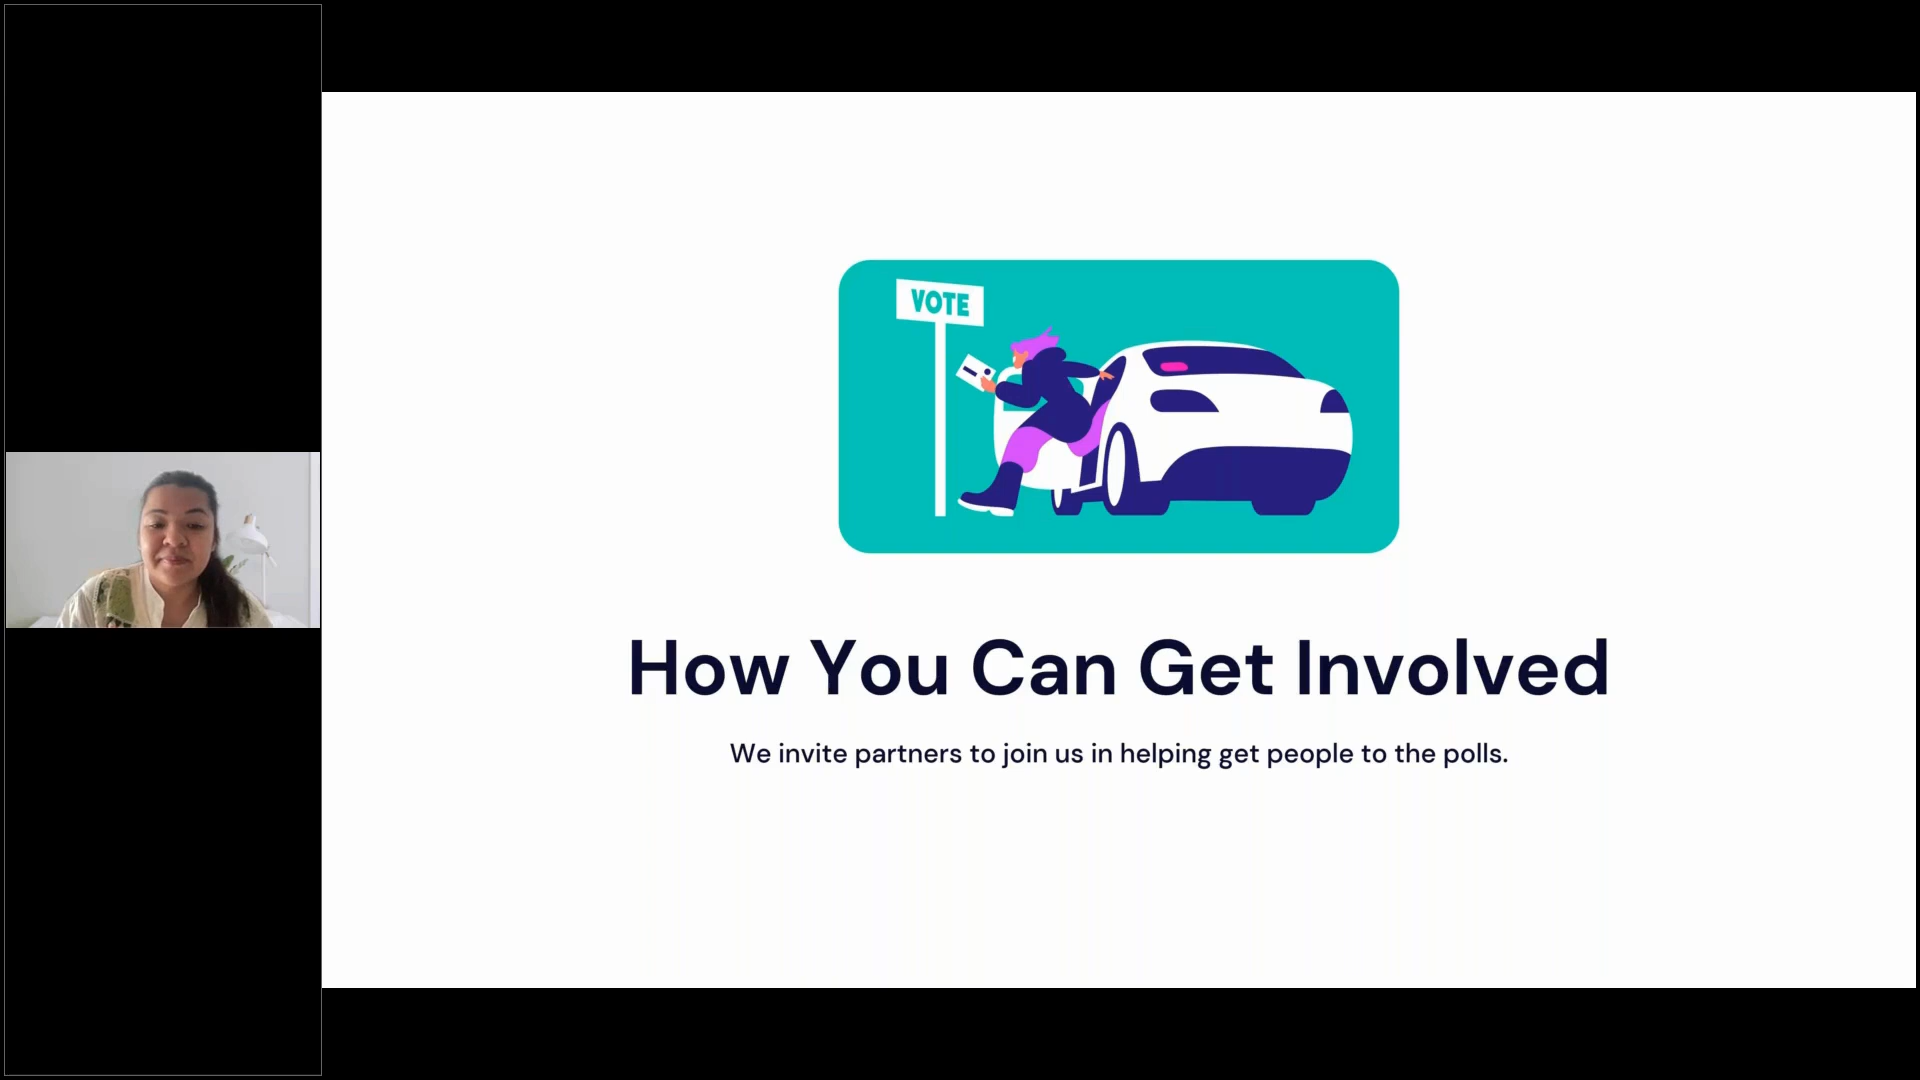 VOTE
How You Can Get Involved
We invite partners to join us in helping get people to the polls.